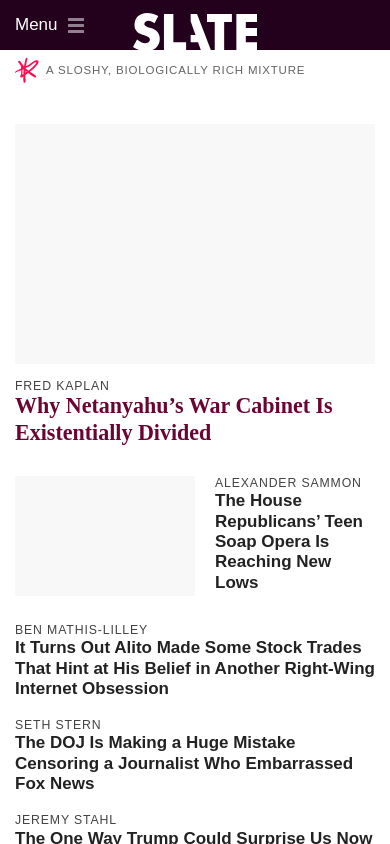 Menu
SLATE
A SLOSHY, BIOLOGICALLY RICH MIXTURE
FRED KAPLAN
Why Netanyahu’s War Cabinet Is
Existentially Divided
ALEXANDER SAMMON
The House
Republicans’ Teen
Soap Opera Is
Reaching New
Lows
BEN MATHIS-LILLEY
It Turns Out Alito Made Some Stock Trades
That Hint at His Belief in Another Right-Wing
Internet Obsession
SETH STERN
The DOJ Is Making a Huge Mistake
Censoring a Journalist Who Embarrassed
Fox News
JEREMY STAHL
The One Way Trump Could Surprise Us Now